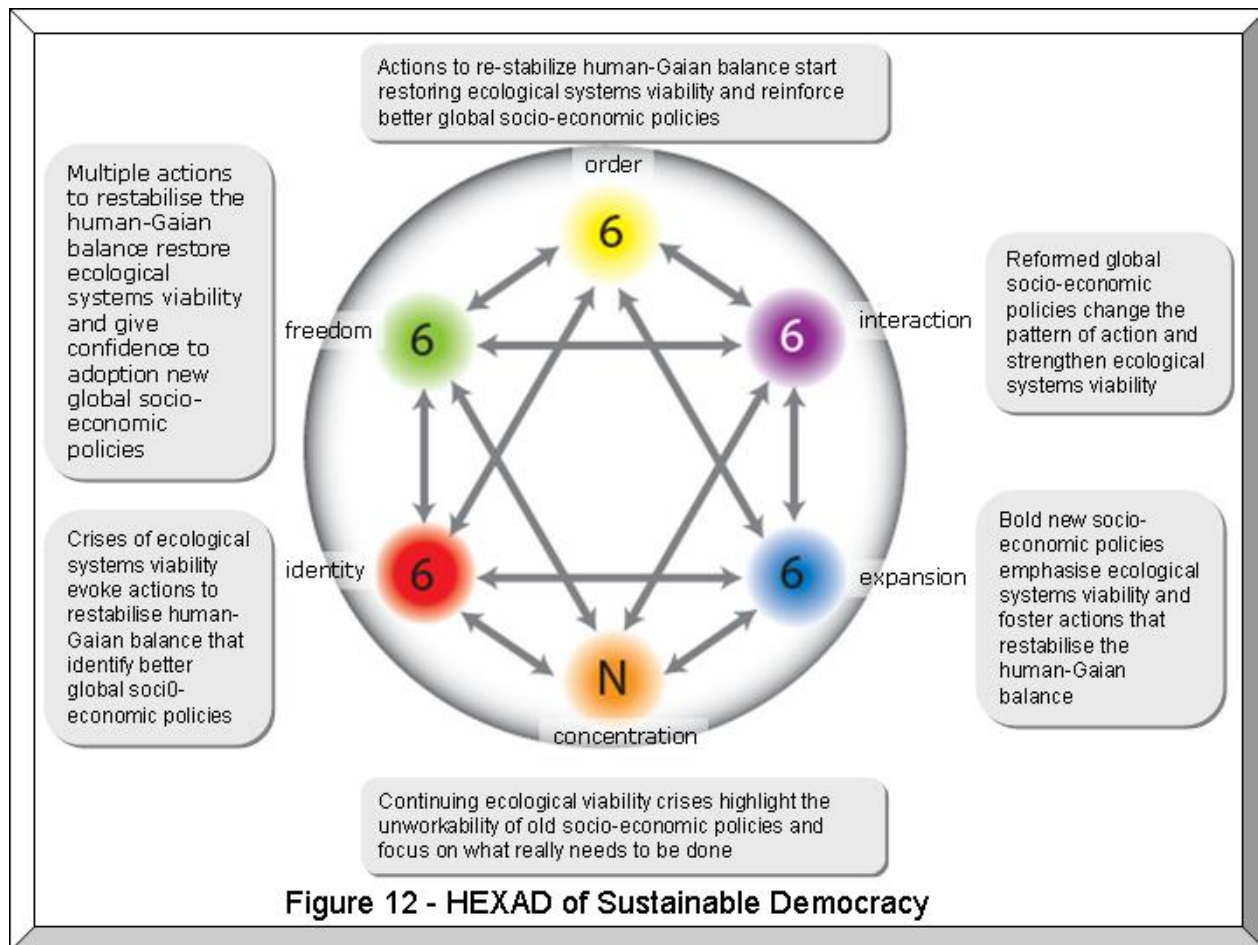 Actions to re-stabilize human-Gaian balance start
restoring ecological systems viability and reinforce
better global socio-economic policies
order
6
Multiple actions
to restabilise the
human-Gaian
balance restore
ecological
systems viability
and give
confidence to
adoption new
global socio-
economic
policies
freedom
6
6
interaction
Reformed global
socio-economic
policies change the
pattern of action and
strengthen ecological
systems viability
Crises of ecological
systems viability
evoke actions to
restabilise human-
Gaian balance that
identify better
global soci0-
economic policies
identity
6
6
expansion
Bold new socio-
economic policies
emphasise ecological
systems viability and
foster actions that
restabilise the
human-Gaian
balance
N
concentration
Continuing ecological viability crises highlight the
unworkability of old socio-economic policies and
focus on what really needs to be done
Figure 12 - HEXAD of Sustainable Democracy